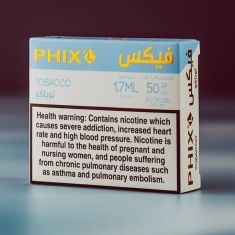 PHIX فيكس
TOBACCO
توباكو
1.7ML
50
Health warning: Contains nicotine which
causes severe addiction, increased heart
rate and high blood pressure. Nicotine is
harmful to the health of pregnant and
nursing women, and people suffering
from chronic pulmonary diseases such
as asthma and pulmonary embolism.
PHIX